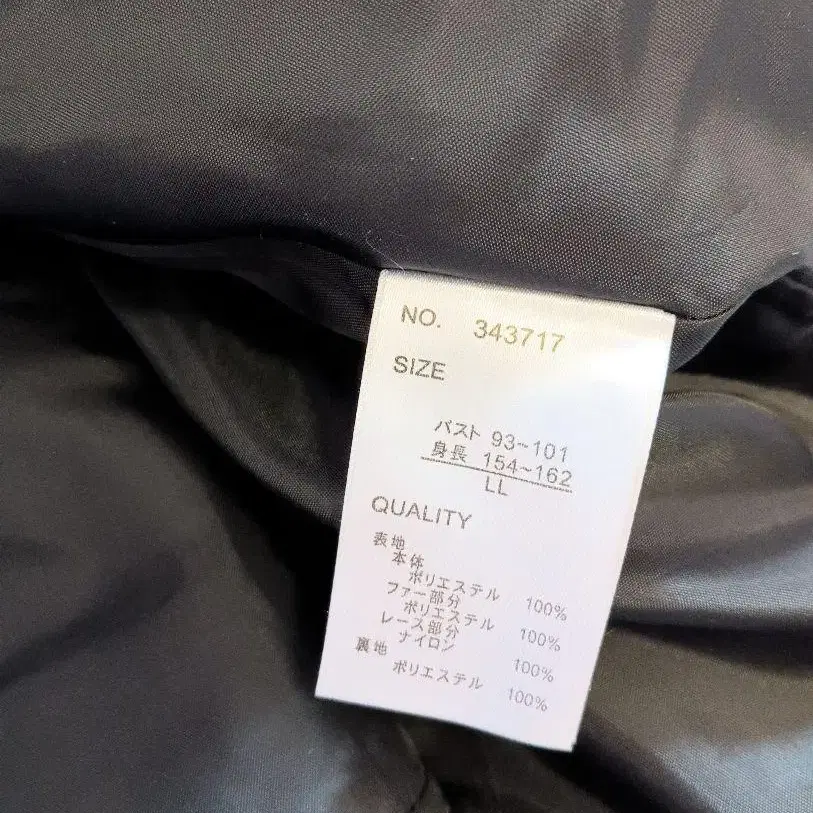 NO. 343717
SIZE
バスト 93~101
身長 154~162
LL
QUALITY
表地
本体
ポリエステル 100%
ファー部分
ポリエステル 100%
レース部分
ナイロン 100%
裏地
ポリエステル 100%